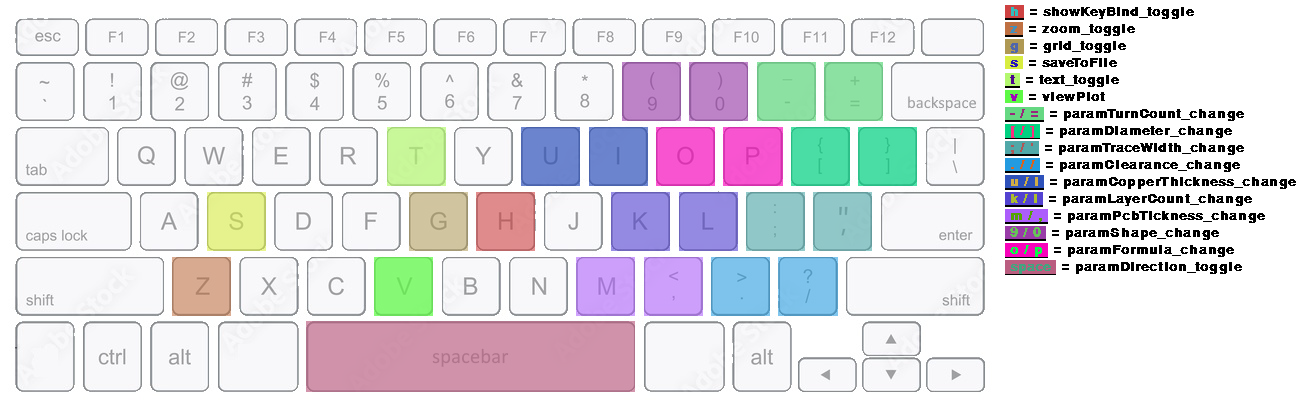 esc F1 F2 F3 F4 F5 F6 F7 F8 F9 F10 F11 F12
~ ! @ # $ % ^ & * ( ) _ +
` 1 2 3 4 5 6 7 8 9 0 - = backspace
tab Q W E R T Y U I O P { [ } ] | \
caps lock A S D F G H J K L : ; " ' enter
shift Z X C V B N M < , > . ? / shift
ctrl alt spacebar alt
h = showKeyBind_toggle
z = zoom_toggle
g = grid_toggle
s = saveToFile
t = text_toggle
v = viewPlot
- / = = paramTurnCount_change
[ / ] = paramDiameter_change
; / ' = paramTraceWidth_change
. / / = paramClearance_change
u / i = paramCopperThickness_change
k / l = paramLayerCount_change
m / , = paramPcbTickness_change
9 / 0 = paramShape_change
o / p = paramFormula_change
space = paramDirection_toggle